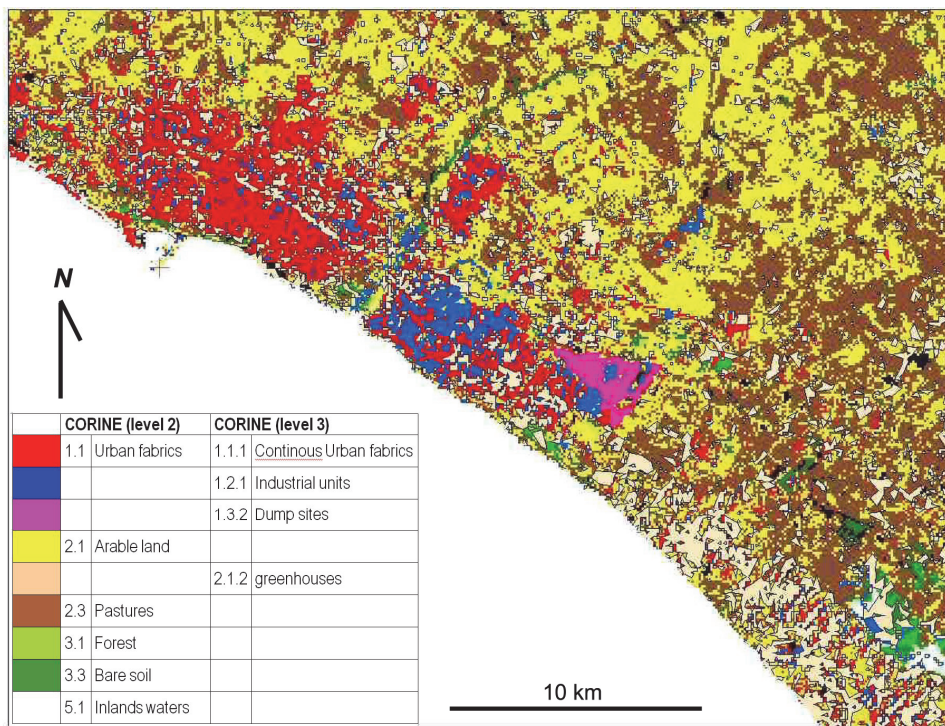 N
CORINE (level 2) CORINE (level 3)
1.1 Urban fabrics 1.1.1 Continous Urban fabrics
1.2.1 Industrial units
1.3.2 Dump sites
2.1 Arable land
2.1.2 greenhouses
2.3 Pastures
3.1 Forest
3.3 Bare soil
5.1 Inlands waters
10 km